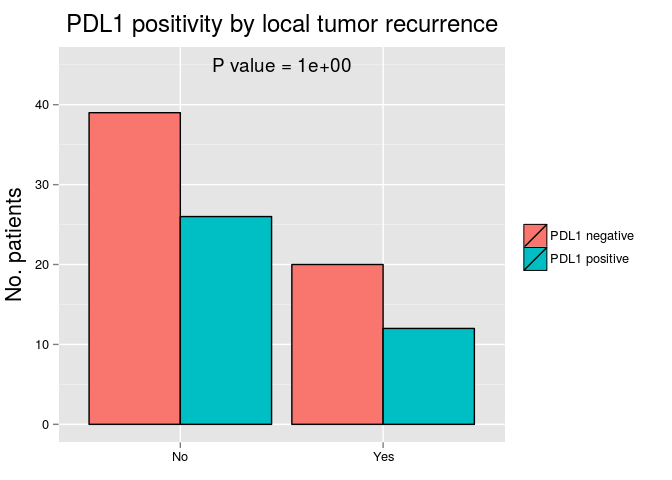 PDL1 positivity by local tumor recurrence
P value = 1e+00
No. patients
40
30
20
10
0
No
Yes
PDL1 negative
PDL1 positive